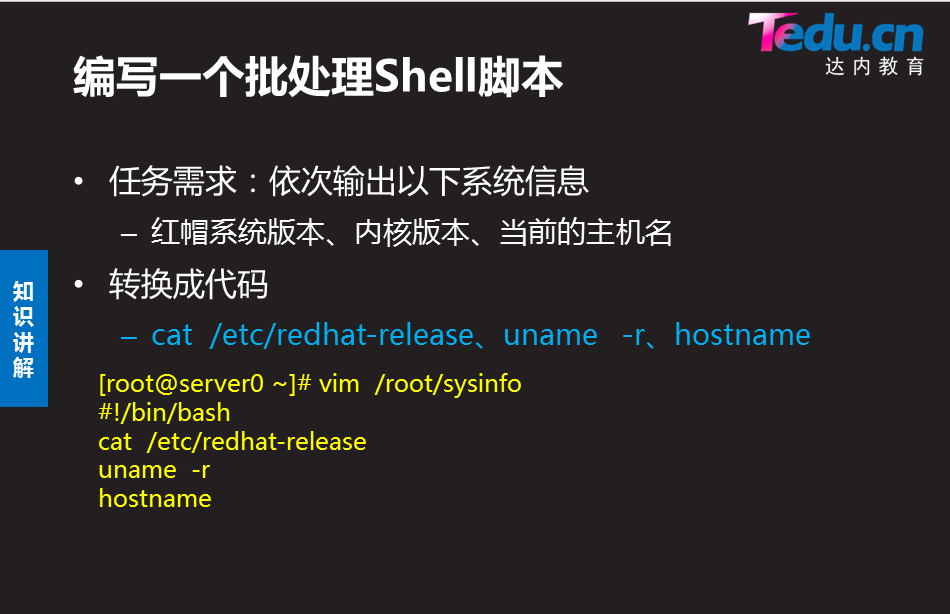 Tedu.cn
达内教育
编写一个批处理Shell脚本
• 任务需求：依次输出以下系统信息
– 红帽系统版本、内核版本、当前的主机名
• 转换成代码
– cat /etc/redhat-release、uname -r、hostname
知识讲解
[root@server0 ~]# vim /root/sysinfo
#!/bin/bash
cat /etc/redhat-release
uname -r
hostname